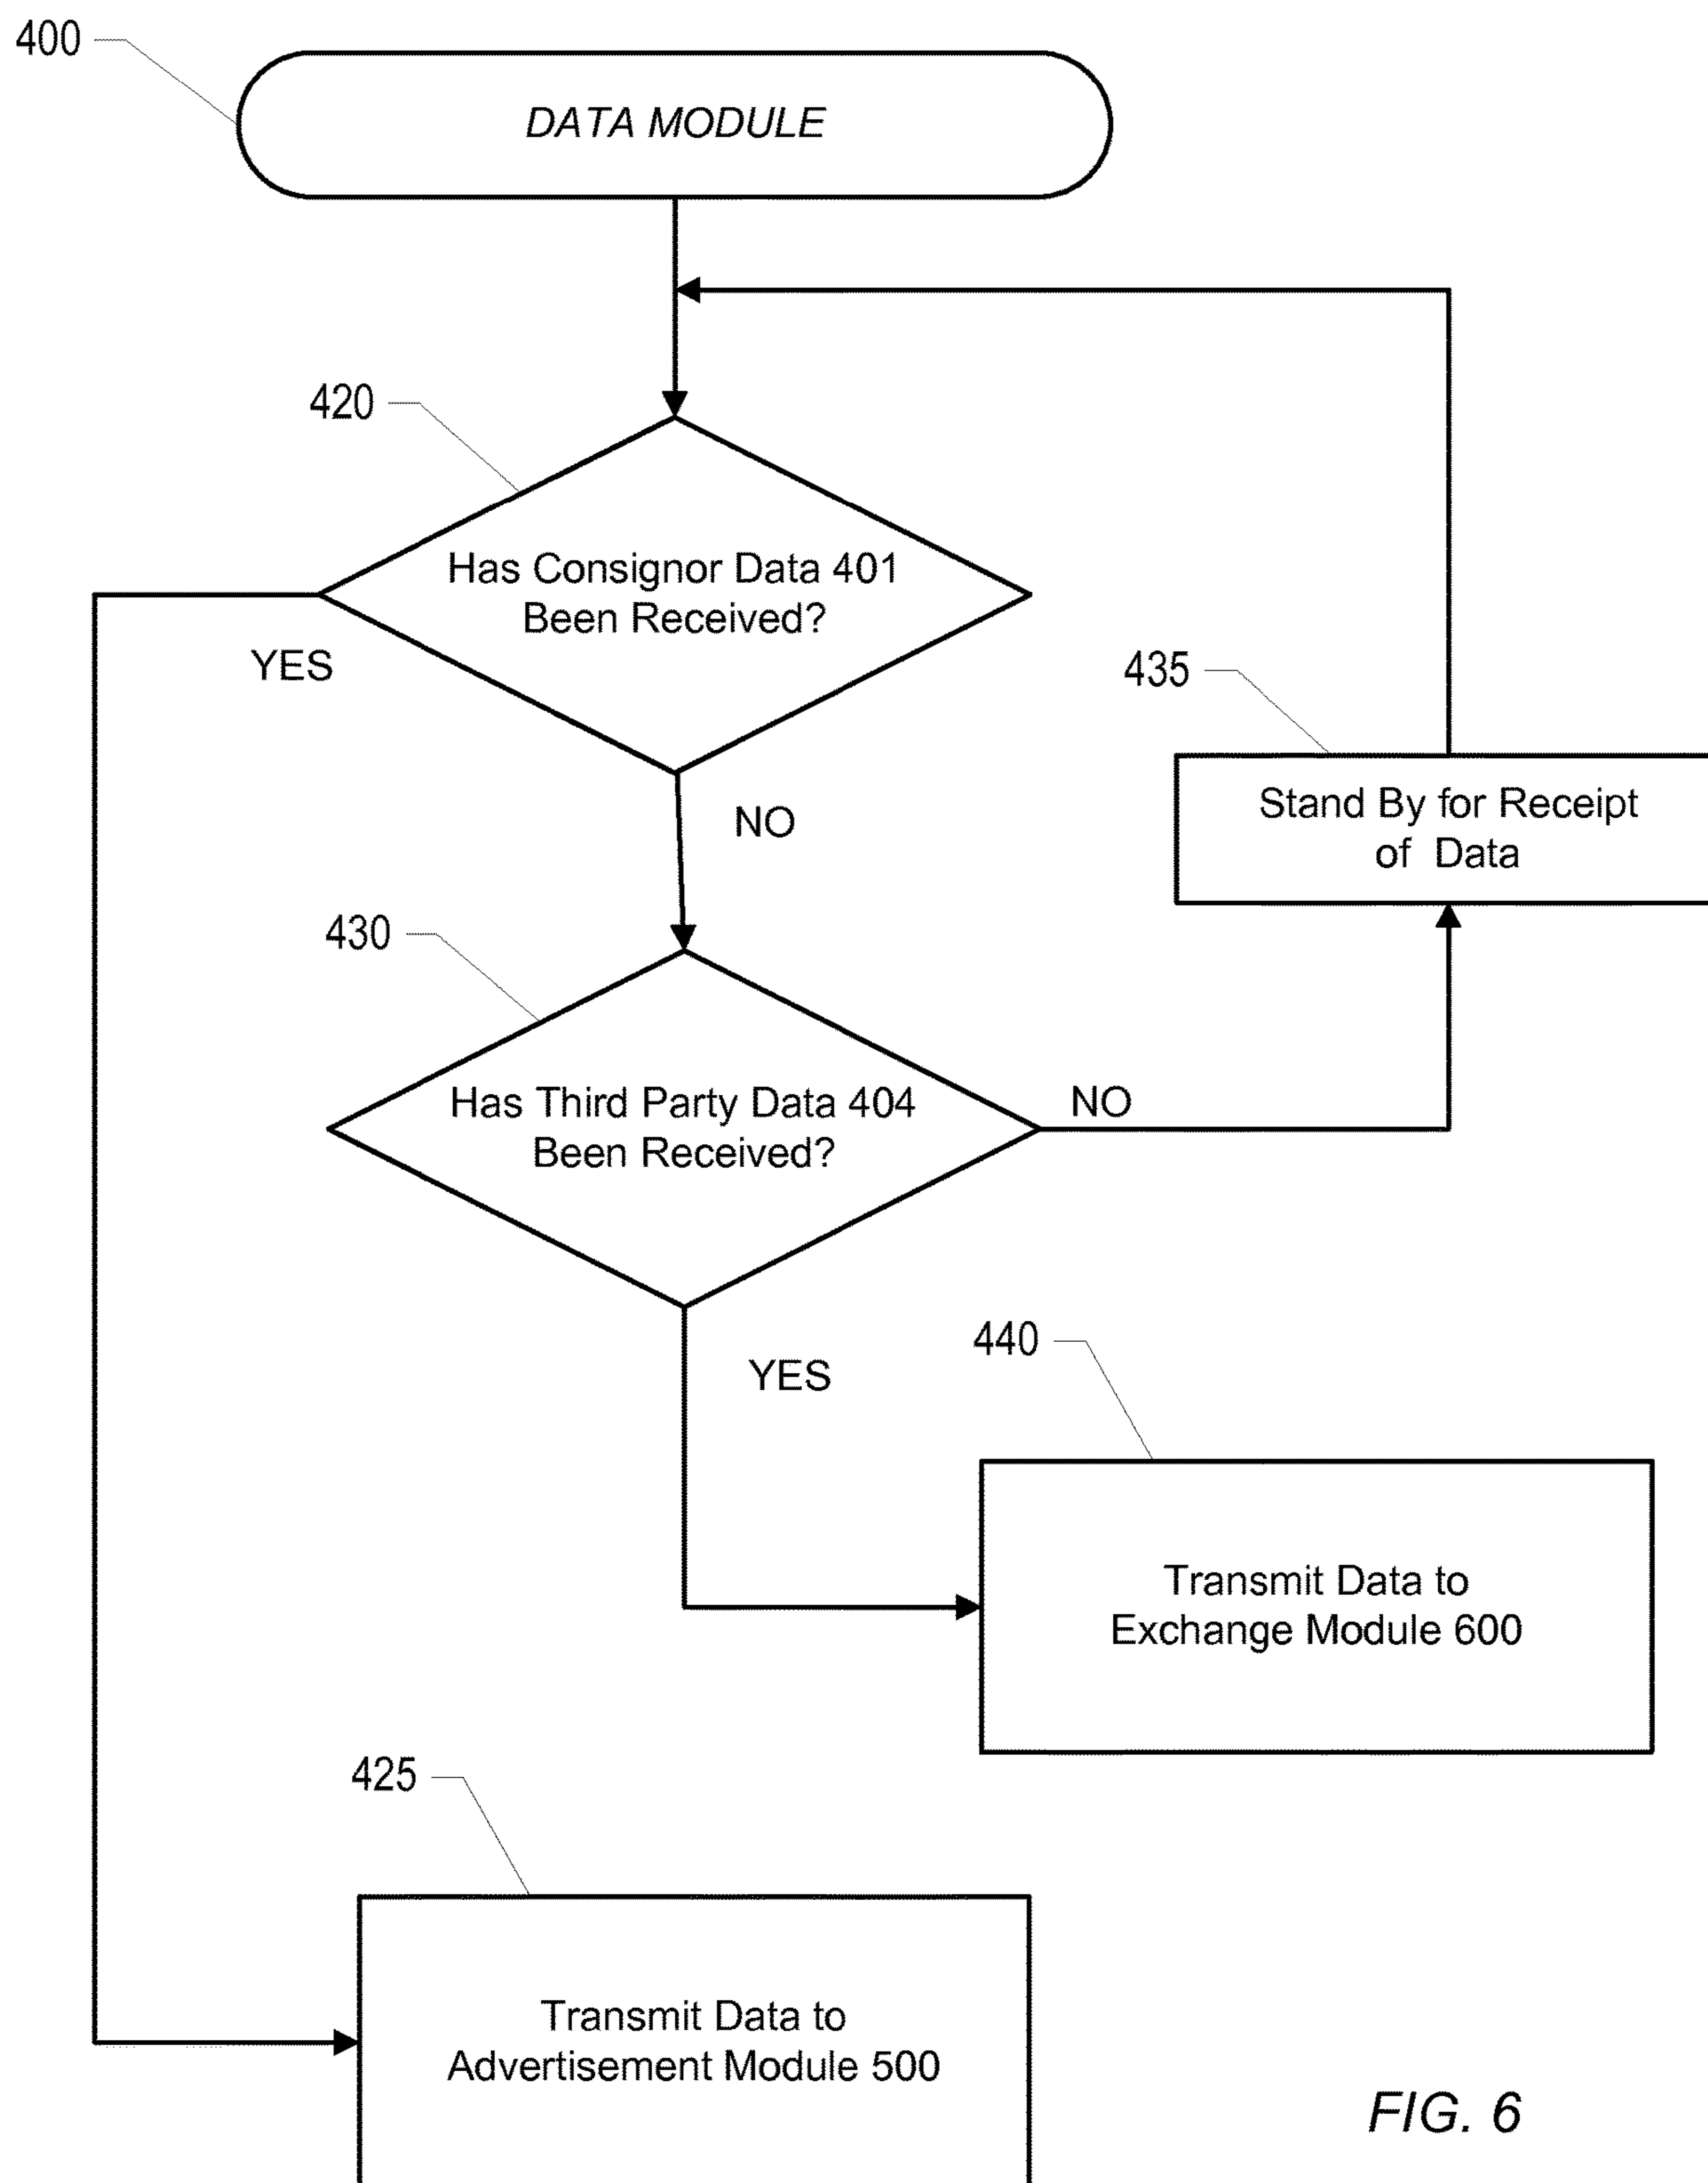 400
DATA MODULE
420
Has Consignor Data 401
Been Received?
YES
435
NO
Stand By for Receipt
of Data
430
Has Third Party Data 404
Been Received?
NO
440
YES
Transmit Data to
Exchange Module 600
425
Transmit Data to
Advertisement Module 500
FIG. 6